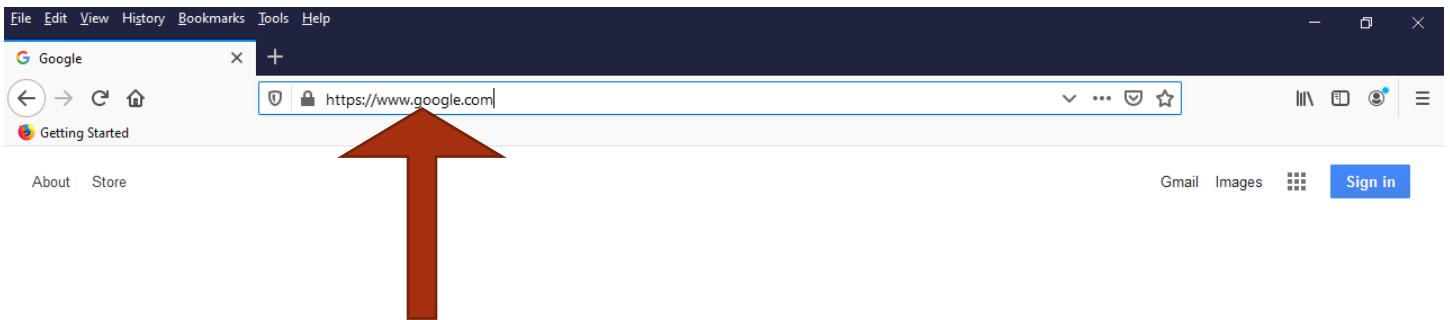 File Edit View History Bookmarks Tools Help
Google
https://www.google.com
Getting Started
About Store Gmail Images Sign in